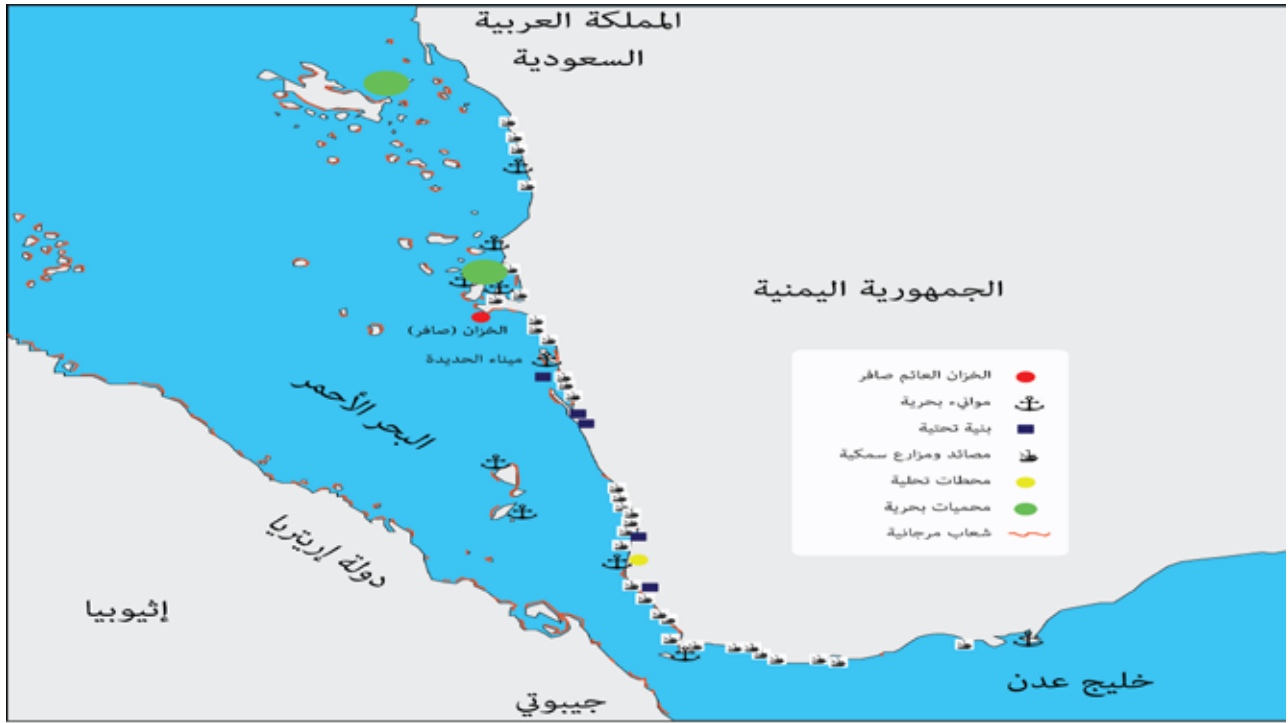 المملكة العربية
السعودية
الجمهورية اليمنية
الخزان (صافر)
ميناء الحديدة
البحر الأحمر
دولة إريتريا
إثيوبيا
جيبوتي
خليج عدن
الخزان العائم صافر
موانيء بحرية
بنية تحتية
مصائد ومزارع سمكية
محطات تحلية
محميات بحرية
شعاب مرجانية